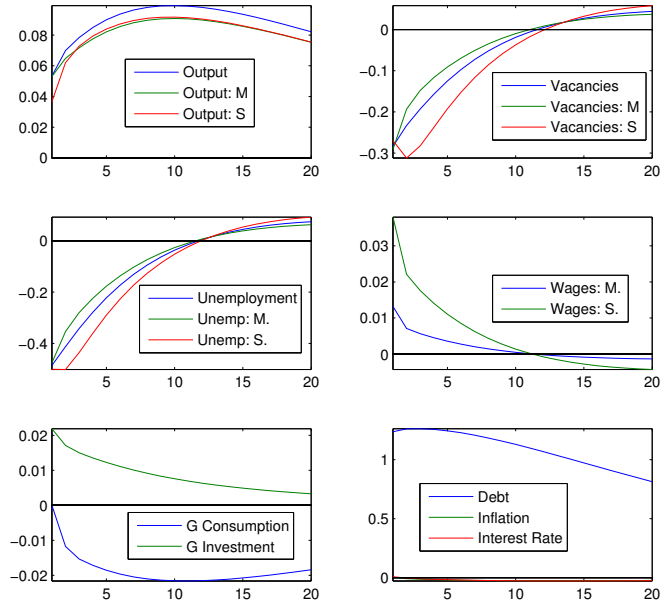 0.08
0.06
0.04
0.02
0
5
10
15
20
Output
Output: M
Output: S
0
−0.1
−0.2
−0.3
5
10
15
20
Vacancies
Vacancies: M
Vacancies: S
0
−0.2
−0.4
5
10
15
20
Unemployment
Unemp: M.
Unemp: S.
0.03
0.02
0.01
0
5
10
15
20
Wages: M.
Wages: S.
0.02
0.01
0
−0.01
−0.02
5
10
15
20
G Consumption
G Investment
1
0
5
10
15
20
Debt
Inflation
Interest Rate